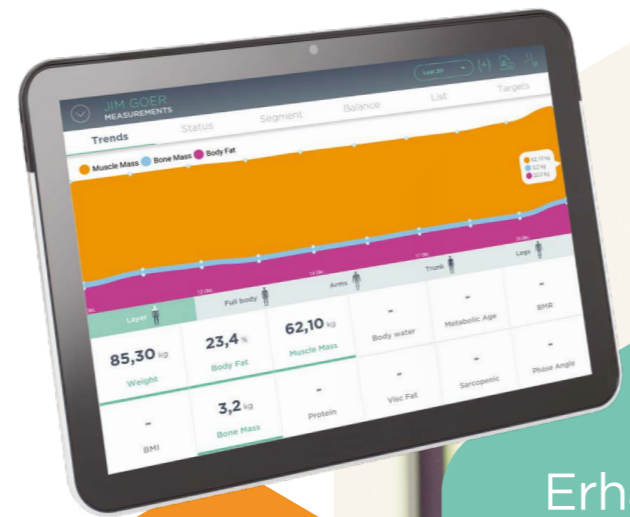 JIM GOER
MEASUREMENTS
Last 20
(+)
Trends Status Segment Balance List Targets
Muscle Mass Bone Mass Body Fat
62,10 kg
3,2 kg
20,0 kg
Layer Full body Arms Trunk Legs
85,30 kg 23,4 % 62,10 kg - - -
Weight Body Fat Muscle Mass Body water Metabolic Age BMR
- 3,2 kg - - - -
BMI Bone Mass Protein Visc Fat Sarcopenic Phase Angle
Erh